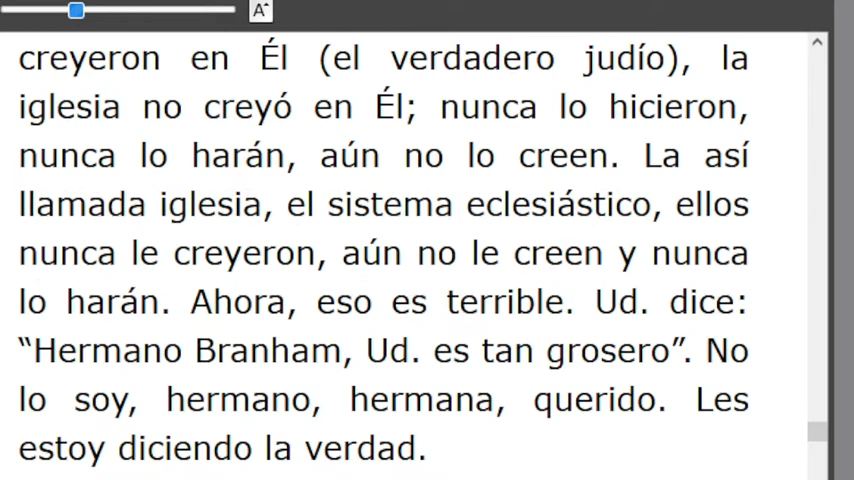 A^
creyeron en Él (el verdadero judío), la
iglesia no creyó en Él; nunca lo hicieron,
nunca lo harán, aún no lo creen. La así
llamada iglesia, el sistema eclesiástico, ellos
nunca le creyeron, aún no le creen y nunca
lo harán. Ahora, eso es terrible. Ud. dice:
“Hermano Branham, Ud. es tan grosero”. No
lo soy, hermano, hermana, querido. Les
estoy diciendo la verdad.